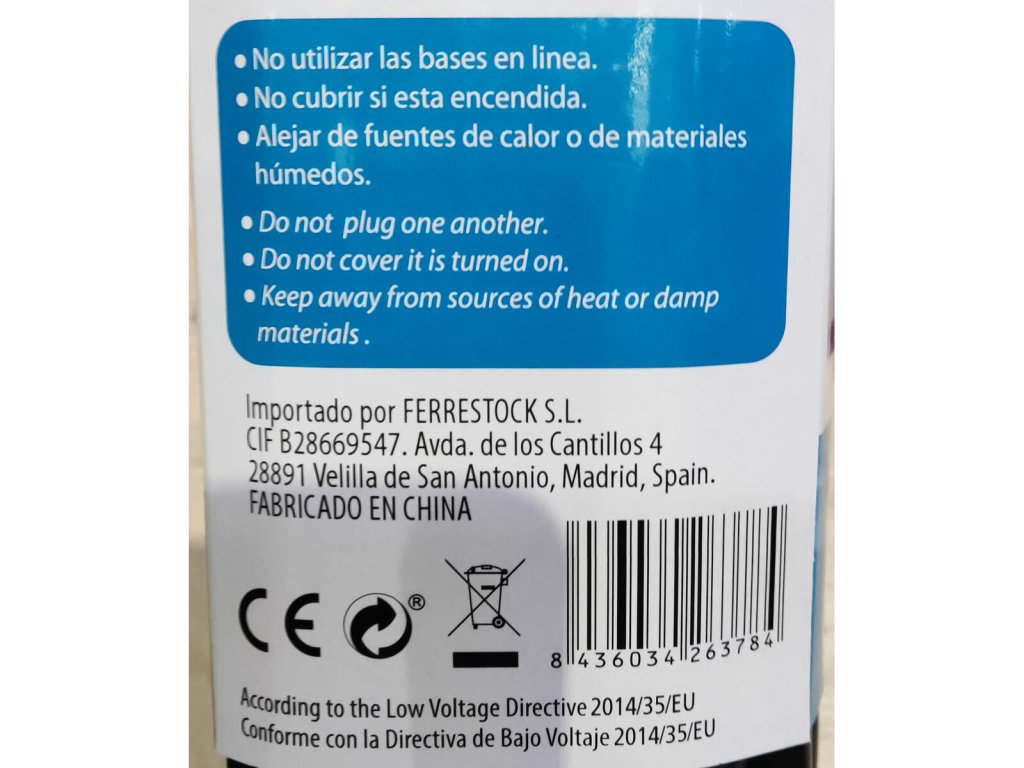 • No utilizar las bases en linea.
• No cubrir si esta encendida.
• Alejar de fuentes de calor o de materiales
húmedos.
• Do not plug one another.
• Do not cover it is turned on.
• Keep away from sources of heat or damp
materials .
Importado por FERRESTOCK S.L.
CIF B28669547. Avda. de los Cantillos 4
28891 Velilla de San Antonio, Madrid, Spain.
FABRICADO EN CHINA
CE ®
8 436034 263784
According to the Low Voltage Directive 2014/35/EU
Conforme con la Directiva de Bajo Voltaje 2014/35/EU